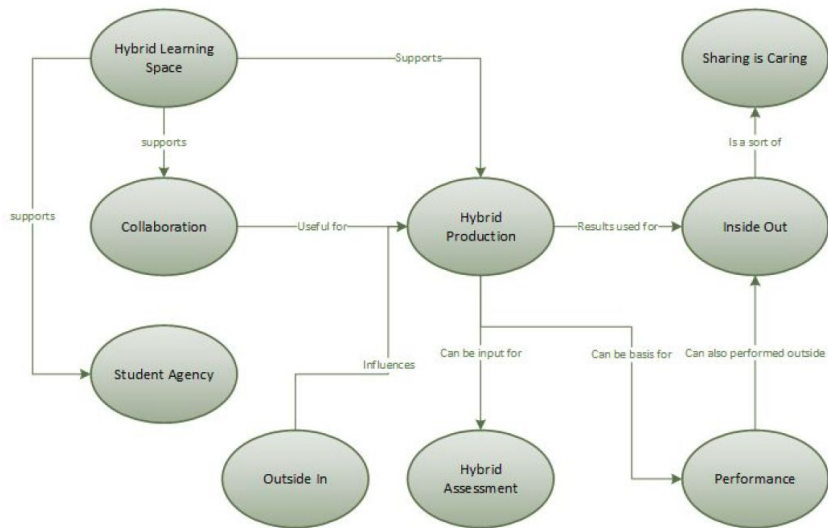 Hybrid Learning
Space
Supports
Sharing is Caring
supports
Is a sort of
supports
Collaboration
Useful for
Hybrid
Production
Results used for
Inside Out
Student Agency
Influences
Can be input for
Can be basis for
Can also performed outside
Outside In
Hybrid
Assessment
Performance